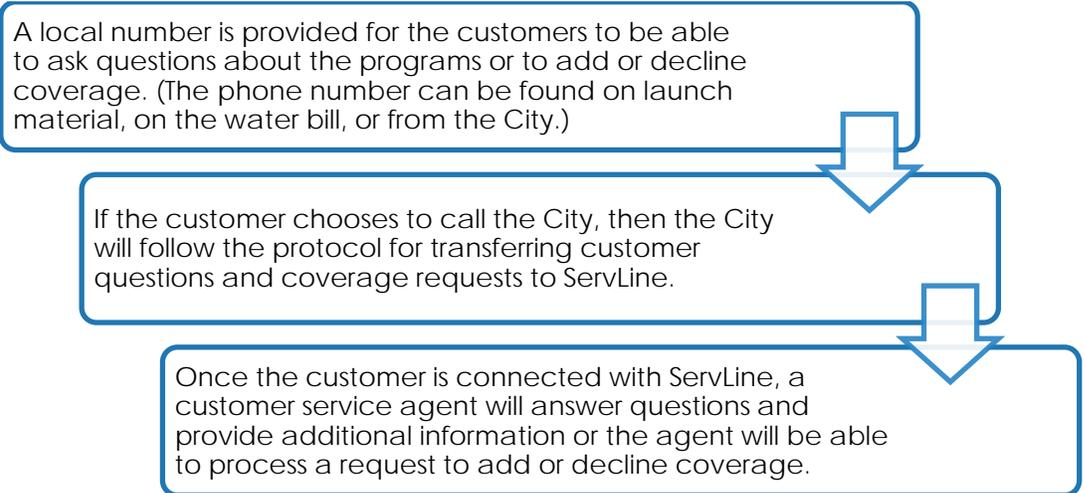 A local number is provided for the customers to be able
to ask questions about the programs or to add or decline
coverage. (The phone number can be found on launch
material, on the water bill, or from the City.)
If the customer chooses to call the City, then the City
will follow the protocol for transferring customer
questions and coverage requests to ServLine.
Once the customer is connected with ServLine, a
customer service agent will answer questions and
provide additional information or the agent will be able
to process a request to add or decline coverage.